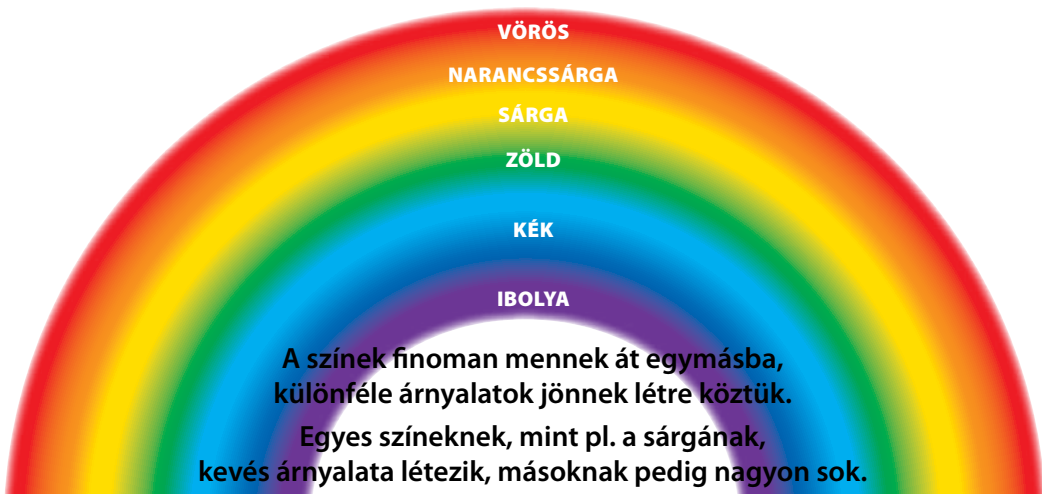 VÖRÖS
NARANCSSÁRGA
SÁRGA
ZÖLD
KÉK
IBOLYA
A színek finoman mennek át egymásba,
különféle árnyalatok jönnek létre köztük.
Egyes színeknek, mint pl. a sárgának,
kevés árnyalata létezik, másoknak pedig nagyon sok.